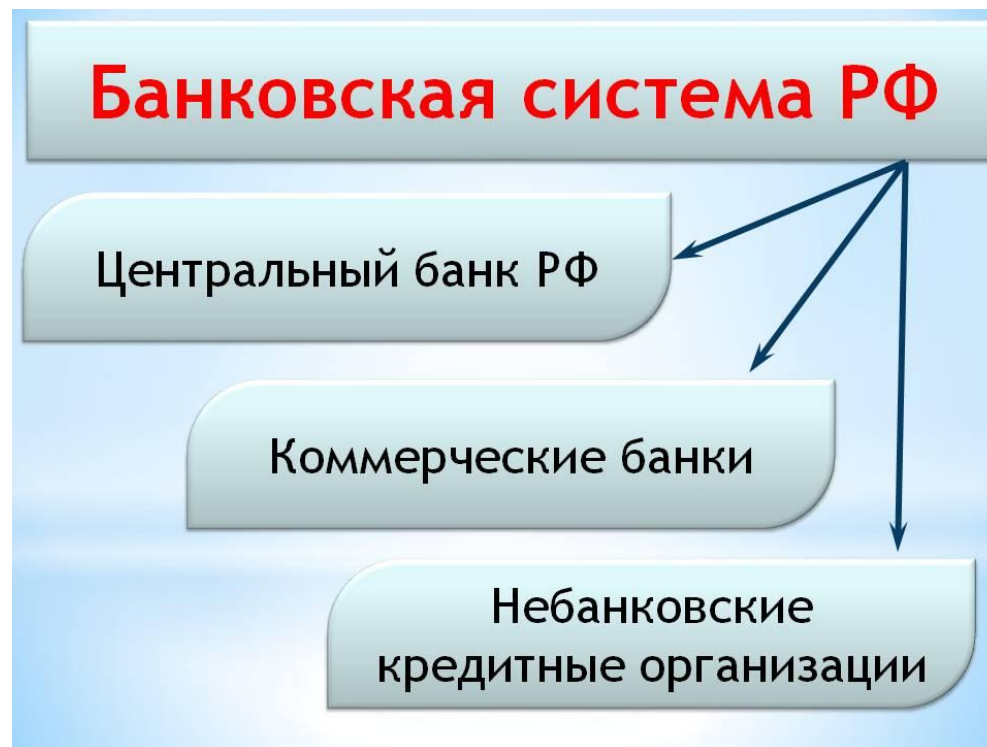 Банковская система РФ
Центральный банк РФ
Коммерческие банки
Небанковские
кредитные организации